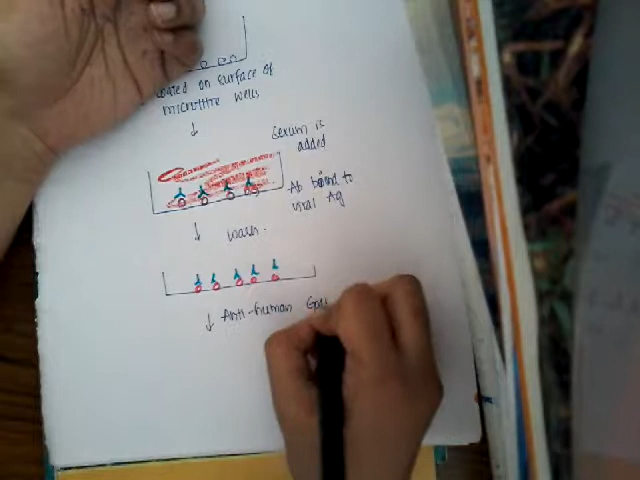 coated on surface of
microtitre wells
Serum is
added
Ab bound to
viral Ag
wash.
Anti-human